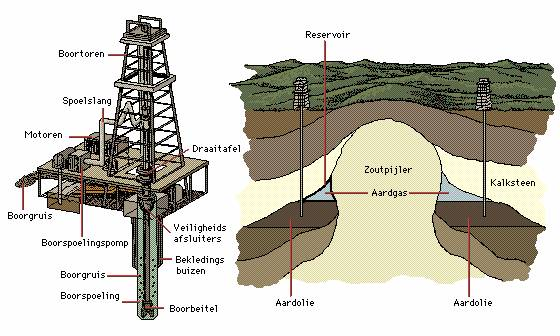 Boortoren
Spoelslang
Motoren
Draaitafel
Boorgruis
Boorspoelingspomp
Veiligheids
afsluiters
Bekledings
buizen
Boorgruis
Boorspoeling
Boorbeitel
Reservoir
Zoutpijler
Aardgas
Kalksteen
Aardolie
Aardolie